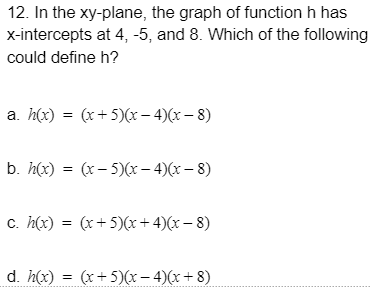 12. In the xy-plane, the graph of function h has
x-intercepts at 4, -5, and 8. Which of the following
could define h?
a. h(x) = (x + 5)(x – 4)(x – 8)
b. h(x) = (x – 5)(x – 4)(x – 8)
c. h(x) = (x + 5)(x + 4)(x – 8)
d. h(x) = (x + 5)(x – 4)(x + 8)